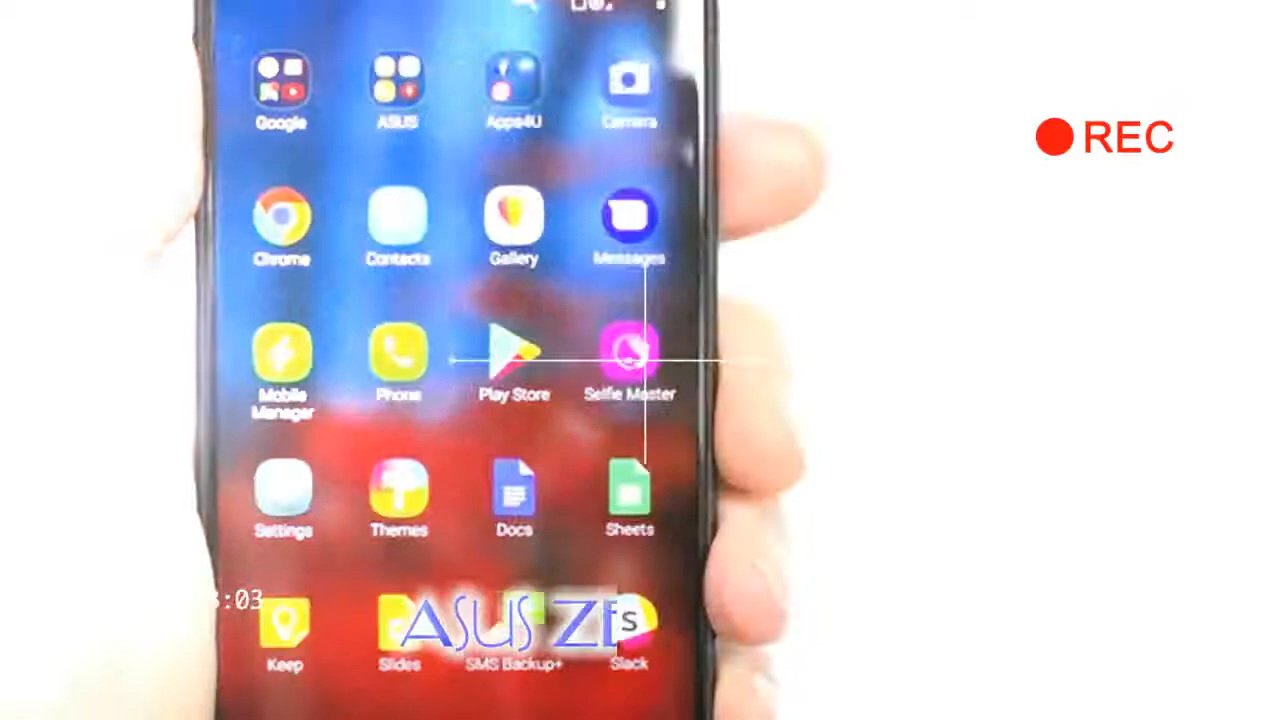 REC
Google ASUS Apps4U Camera
Chrome Contacts Gallery Messages
Mobile Phone Play Store Selfie Master
Manager
Settings Themes Docs Sheets
:03
ASUS ZE
S
Keep Slides SMS Backup+ Slack